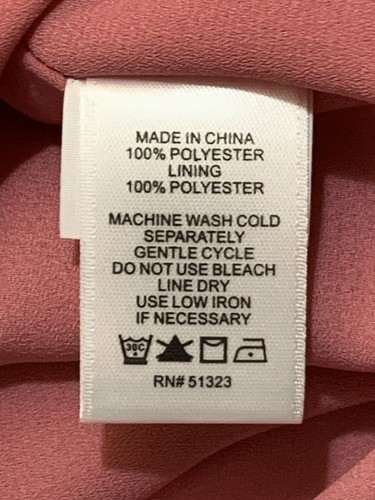 MADE IN CHINA
100% POLYESTER
LINING
100% POLYESTER
MACHINE WASH COLD
SEPARATELY
GENTLE CYCLE
DO NOT USE BLEACH
LINE DRY
USE LOW IRON
IF NECESSARY
30C
RN# 51323